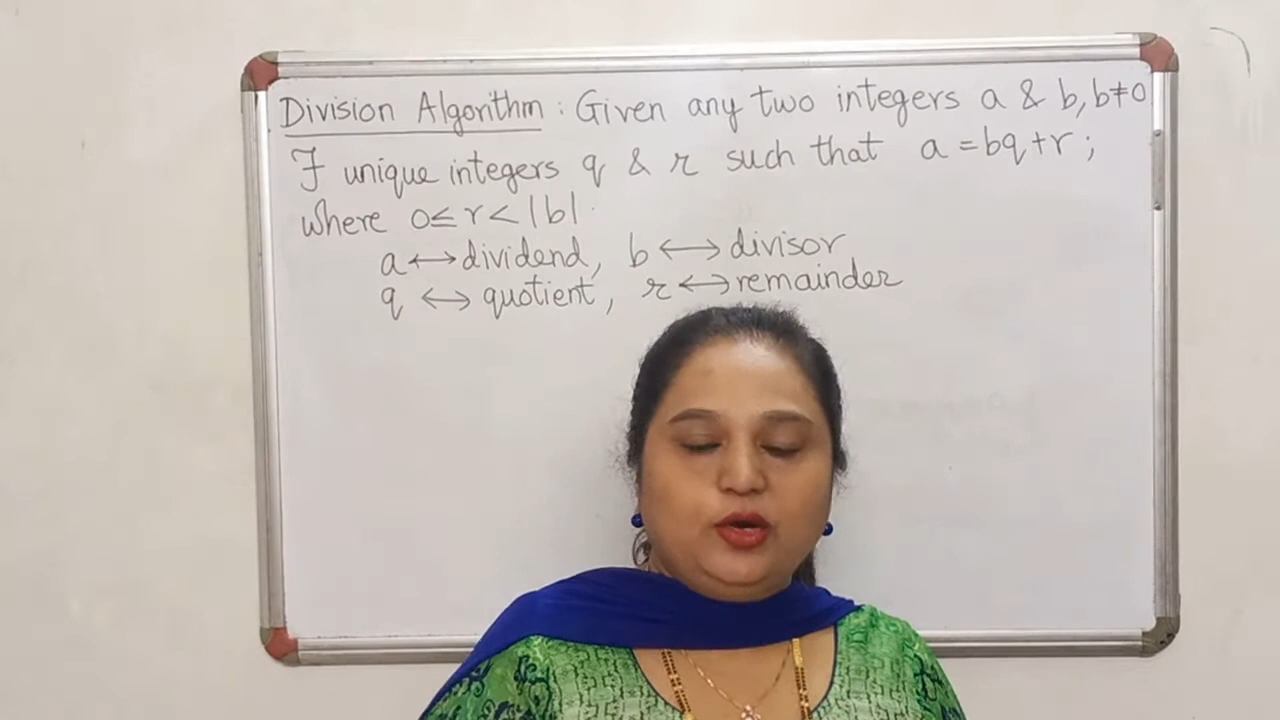 Division Algorithm : Given any two integers a & b, b≠0
∃ unique integers q & r such that a = bq + r ;
where 0 ≤ r < |b|
a ↔ dividend, b ↔ divisor
q ↔ quotient, r ↔ remainder